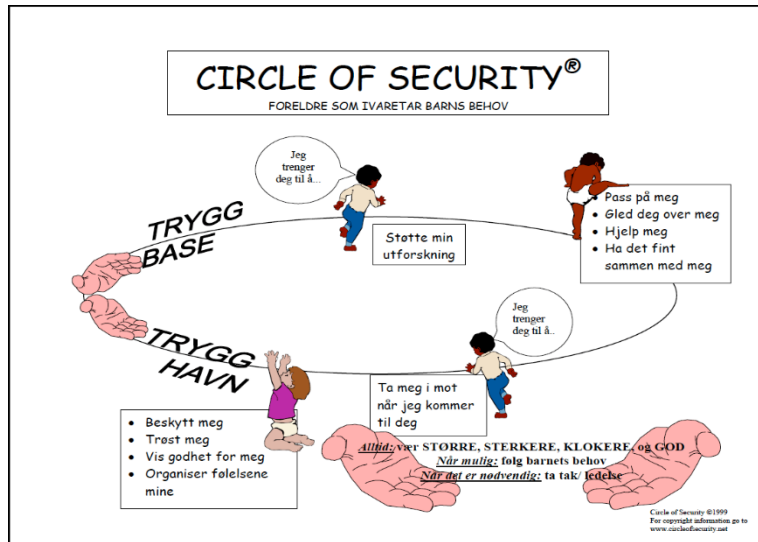 CIRCLE OF SECURITY®
FORELDRE SOM IVARETAR BARNS BEHOV
Jeg
trenger
deg til å...
TRYGG
BASE
Støtte min
utforskning
• Pass på meg
• Gled deg over meg
• Hjelp meg
• Ha det fint
sammen med meg
Jeg
trenger
deg til å..
TRYGG
HAVN
Ta meg i mot
når jeg kommer
til deg
• Beskytt meg
• Trøst meg
• Vis godhet for meg
• Organiser følelsene
mine
Alltid: vær STØRRE, STERKERE, KLOKERE, og GOD
Når mulig: følg barnets behov
Når det er nødvendig: ta tak/ ledelse
Circle of Security ©1999
For copyright information go to
www.circleofsecurity.net